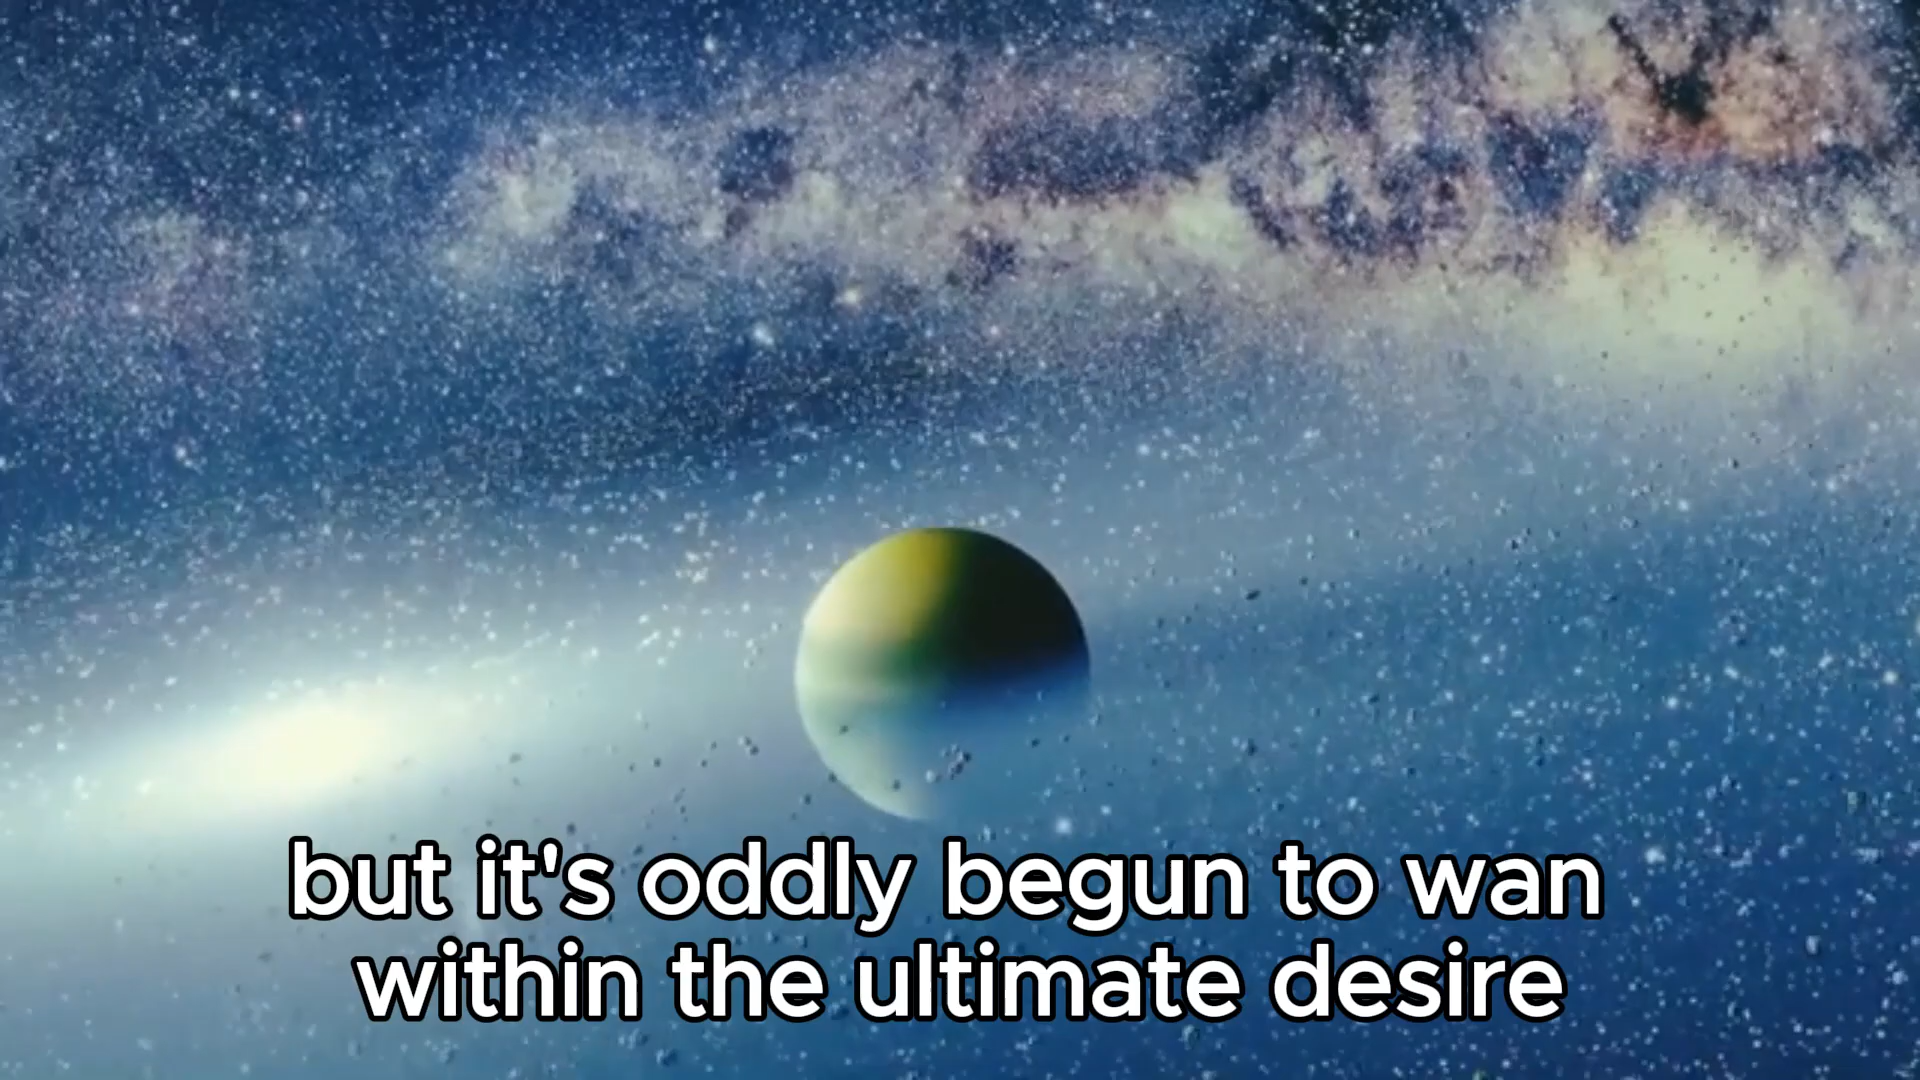 but it's oddly begun to wan
within the ultimate desire